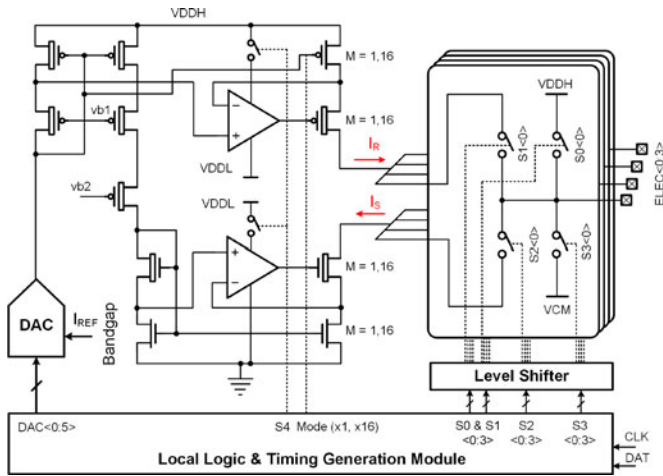 VDDH
M = 1,16
vb1
M = 1,16
VDDL
vb2
VDDL
M = 1,16
M = 1,16
I_R
I_S
VDDH
S1<0>
S0<0>
S2<0>
S3<0>
VCM
ELEC<0:3>
DAC
I_REF
Bandgap
Level Shifter
DAC<0:5>
S4 Mode (x1, x16)
S0 & S1
<0:3>
S2
<0:3>
S3
<0:3>
CLK
DAT
Local Logic & Timing Generation Module